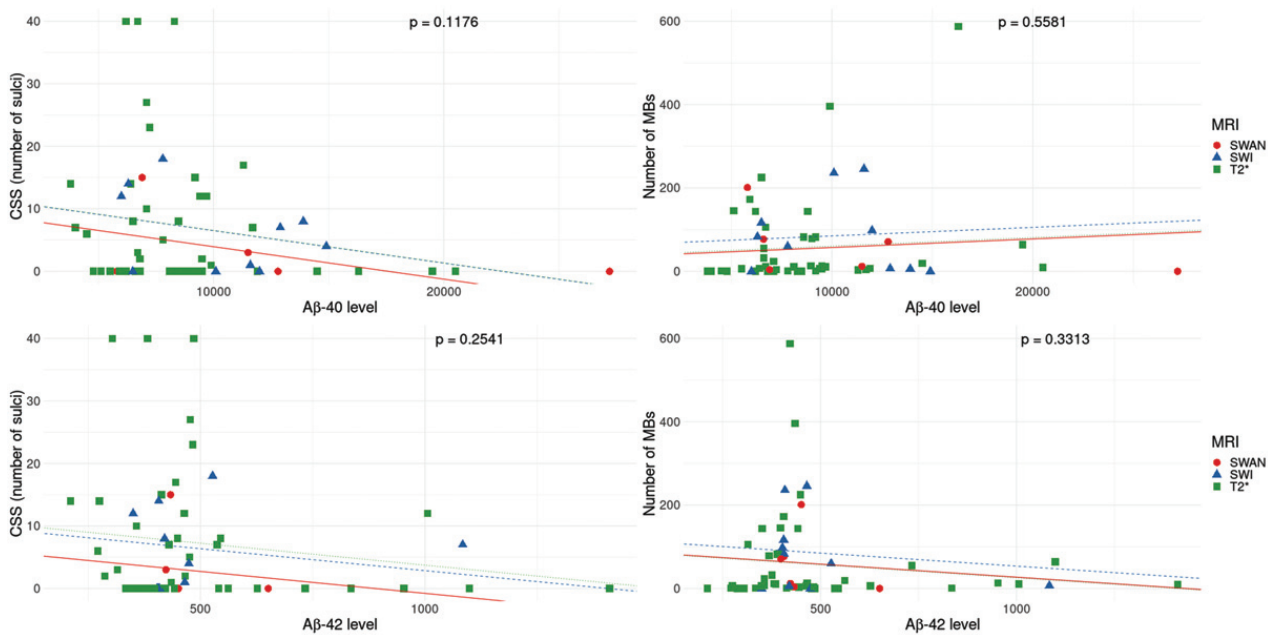 p = 0.1176
CSS (number of sulci)
40
30
20
10
0
10000
20000
Aβ-40 level
p = 0.5581
Number of MBs
600
400
200
0
10000
20000
Aβ-40 level
MRI
SWAN
SWI
T2*
p = 0.2541
CSS (number of sulci)
40
30
20
10
0
500
1000
Aβ-42 level
p = 0.3313
Number of MBs
600
400
200
0
500
1000
Aβ-42 level
MRI
SWAN
SWI
T2*